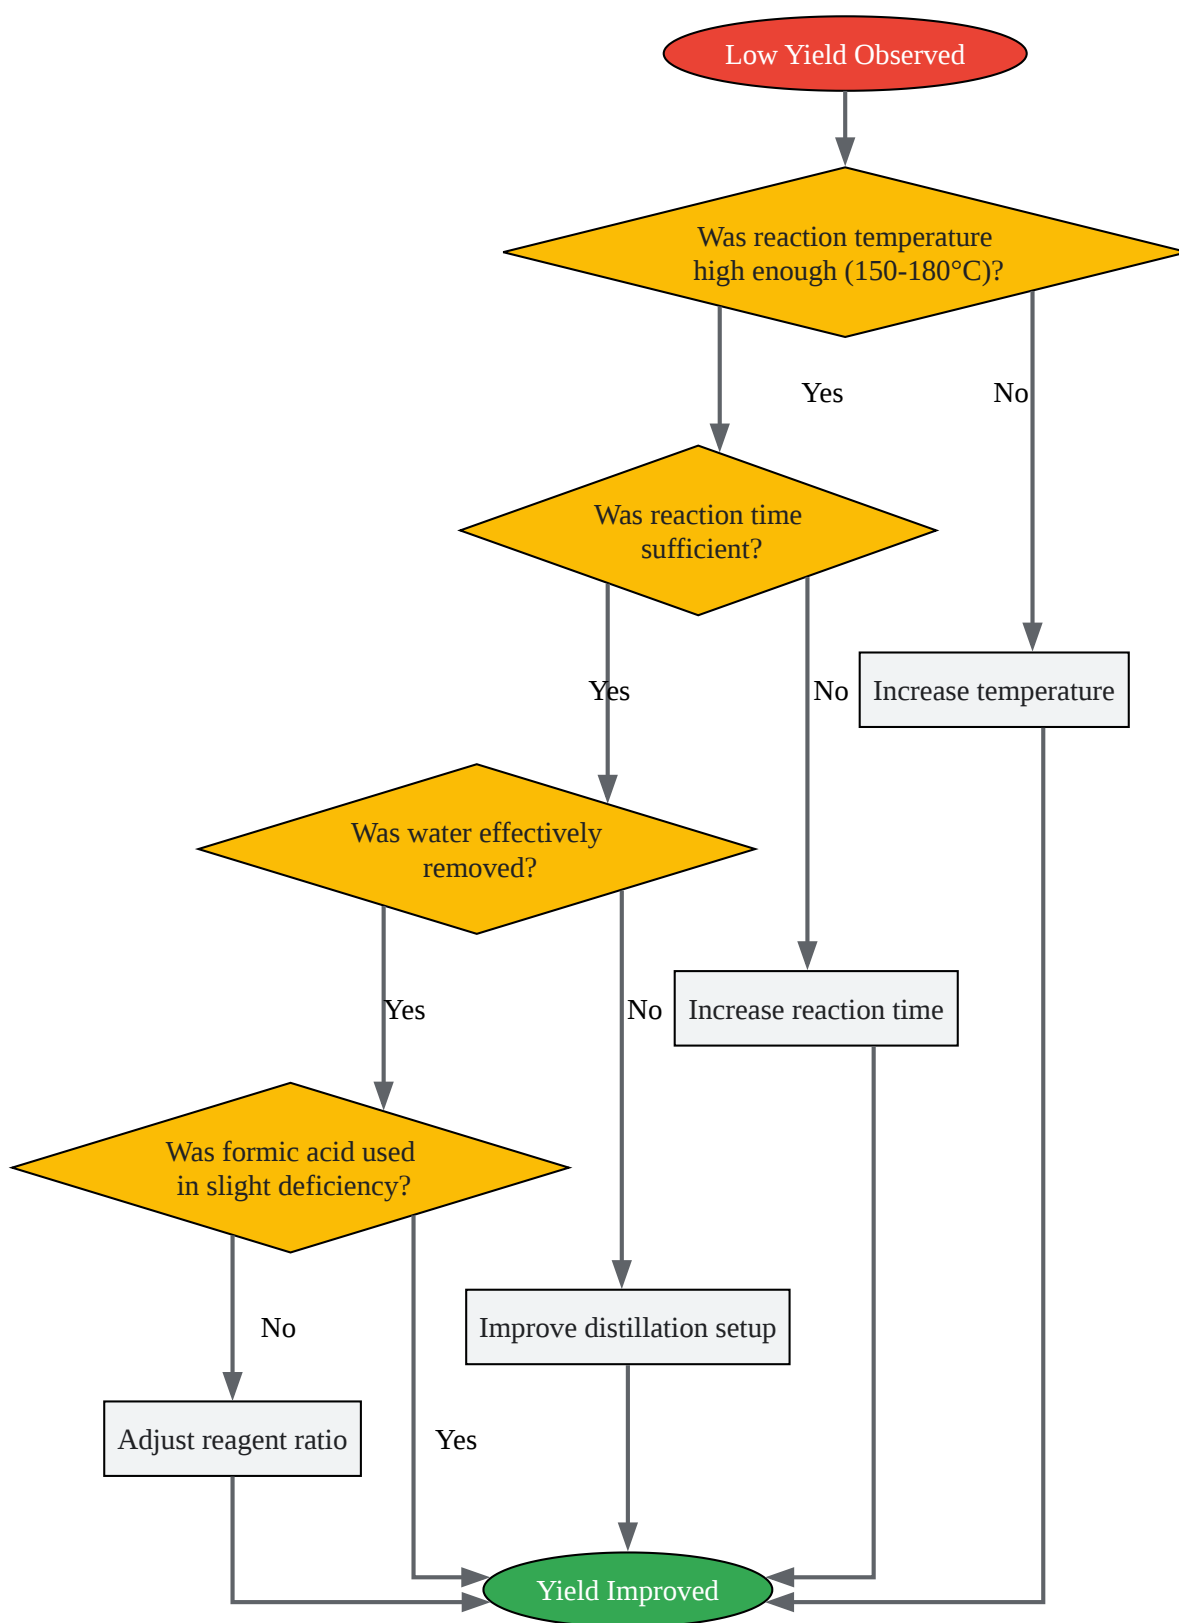 Low Yield Observed
Was reaction temperature
high enough (150-180°C)?
Yes
No
Was reaction time
sufficient?
Yes
No
Increase temperature
Was water effectively
removed?
Yes
No
Increase reaction time
Was formic acid used
in slight deficiency?
No
Improve distillation setup
Adjust reagent ratio
Yes
Yield Improved